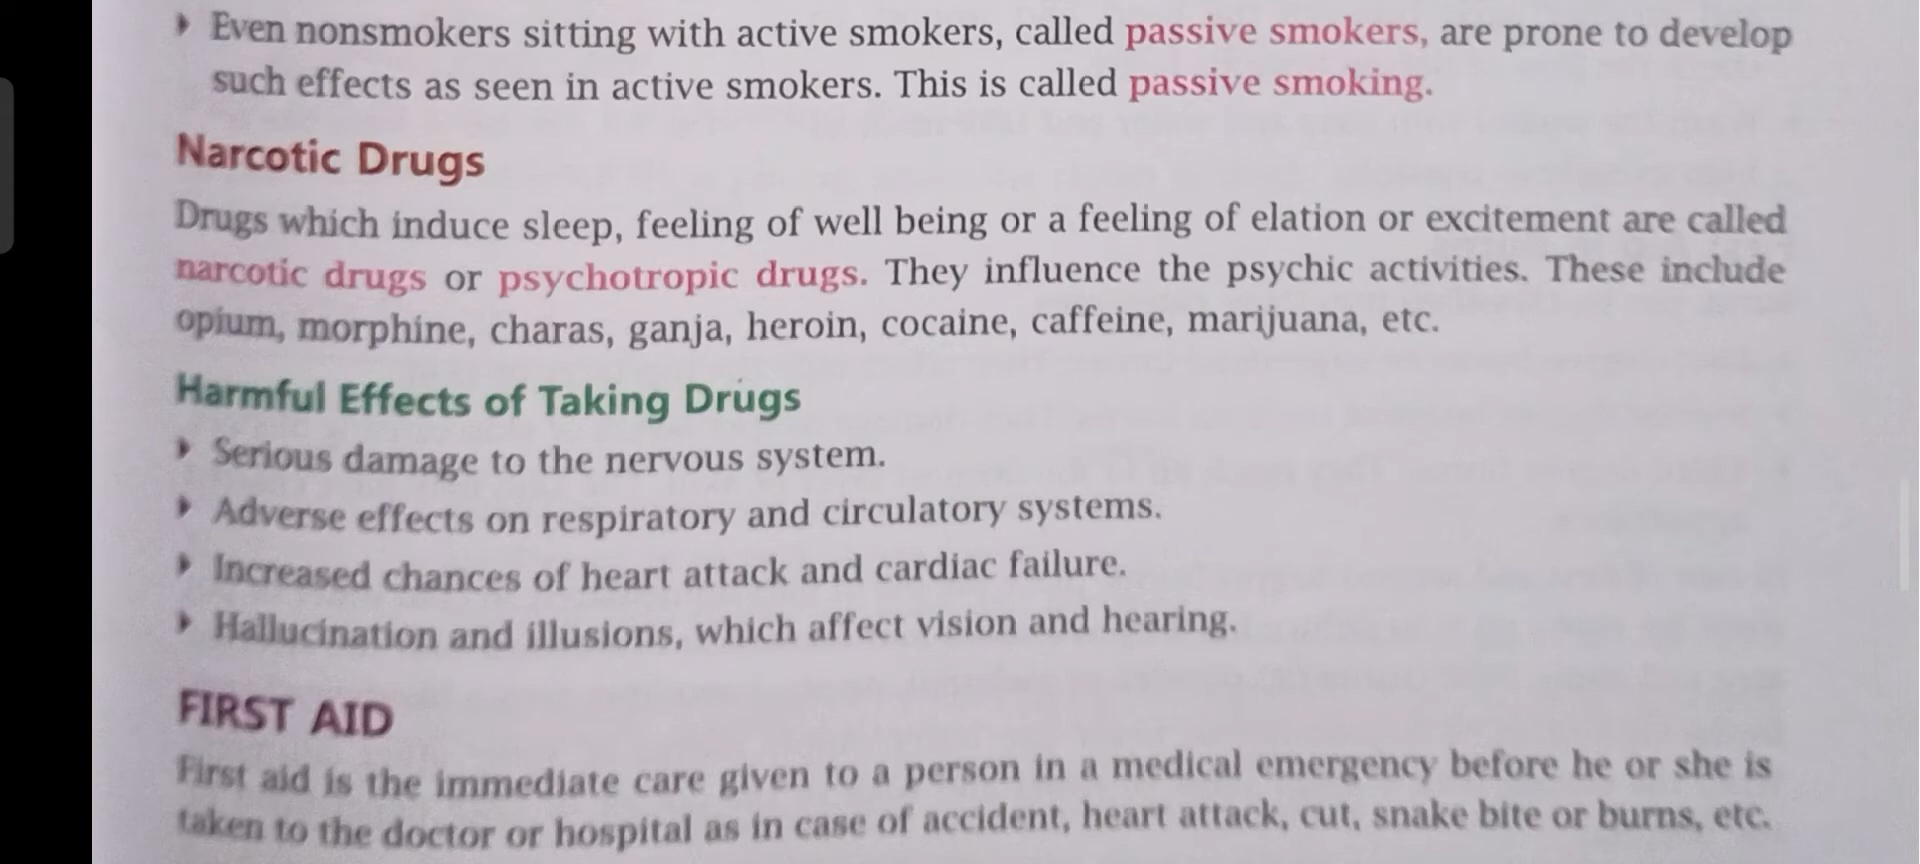 Even nonsmokers sitting with active smokers, called passive smokers, are prone to develop
such effects as seen in active smokers. This is called passive smoking.
Narcotic Drugs
Drugs which induce sleep, feeling of well being or a feeling of elation or excitement are called
narcotic drugs or psychotropic drugs. They influence the psychic activities. These include
opium, morphine, charas, ganja, heroin, cocaine, caffeine, marijuana, etc.
Harmful Effects of Taking Drugs
Serious damage to the nervous system.
Adverse effects on respiratory and circulatory systems.
Increased chances of heart attack and cardiac failure.
Hallucination and illusions, which affect vision and hearing.
FIRST AID
First aid is the immediate care given to a person in a medical emergency before he or she is
taken to the doctor or hospital as in case of accident, heart attack, cut, snake bite or burns, etc.